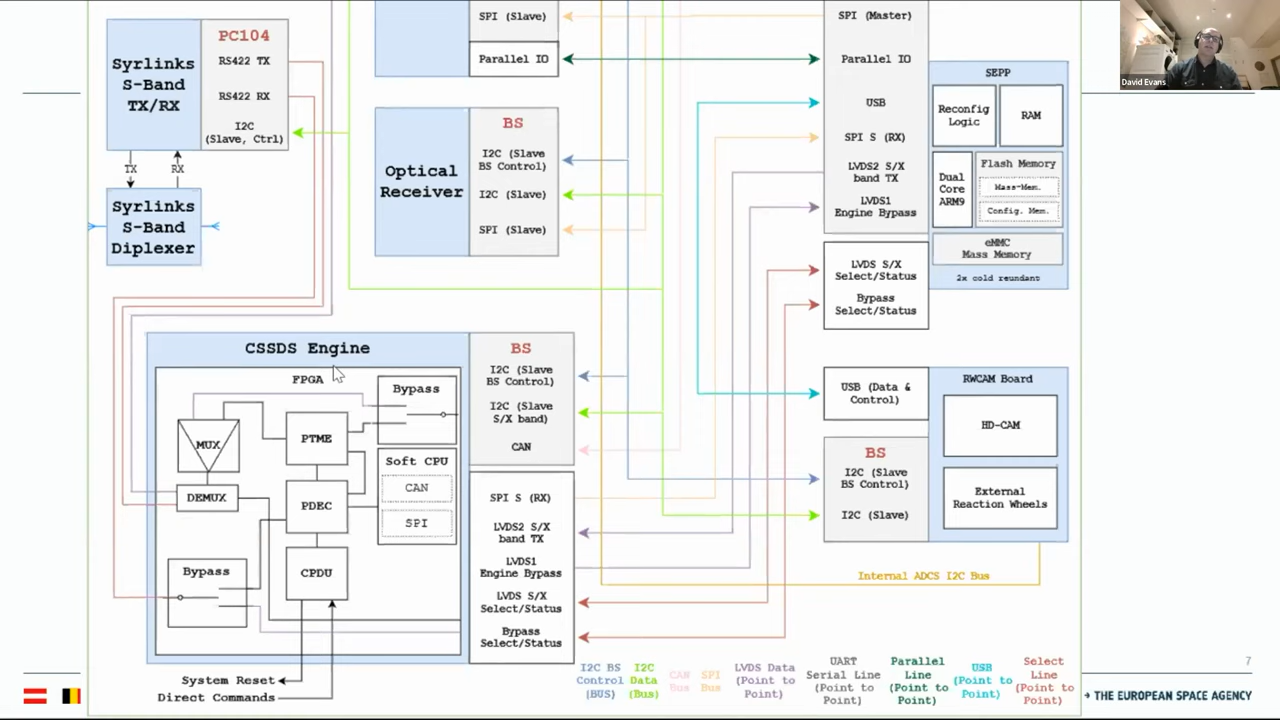 PC104
Syrlinks
S-Band
TX/RX
RS422 TX
RS422 RX
I2C
(Slave, Ctrl)
TX
RX
Syrlinks
S-Band
Diplexer
SPI (Slave)
Parallel IO
Optical
Receiver
BS
I2C (Slave
BS Control)
I2C (Slave)
SPI (Slave)
SPI (Master)
Parallel IO
USB
SPI S (RX)
LVDS2 S/X
band TX
LVDS1
Engine Bypass
LVDS S/X
Select/Status
Bypass
Select/Status
SEPP
Reconfig
Logic
RAM
Dual
Core
ARM9
Flash Memory
Mass-Mem.
Config. Mem.
eMMC
Mass Memory
2x cold reundant
David Evans
CSSDS Engine
FPGA
Bypass
MUX
PTME
Soft CPU
CAN
SPI
DEMUX
PDEC
Bypass
CPDU
BS
I2C (Slave
BS Control)
I2C (Slave
S/X band)
CAN
SPI S (RX)
LVDS2 S/X
band TX
LVDS1
Engine Bypass
LVDS S/X
Select/Status
Bypass
Select/Status
System Reset
Direct Commands
USB (Data &
Control)
BS
I2C (Slave
BS Control)
I2C (Slave)
RWCAM Board
HD-CAM
External
Reaction Wheels
Internal ADCS I2C Bus
I2C BS
Control
(BUS)
I2C
Data
(Bus)
CAN
Bus
SPI
Bus
LVDS Data
(Point to
Point)
UART
Serial Line
(Point to
Point)
Parallel
Line
(Point to
Point)
USB
(Point to
Point)
Select
Line
(Point to
Point)
7
→ THE EUROPEAN SPACE AGENCY